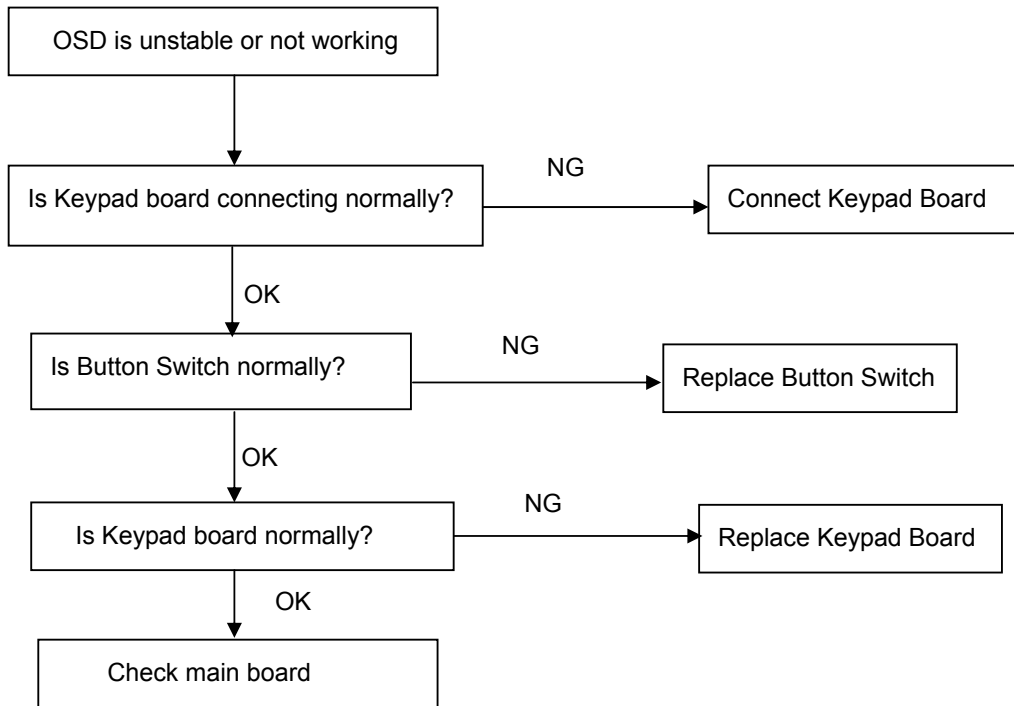 OSD is unstable or not working
NG
Is Keypad board connecting normally?
Connect Keypad Board
OK
NG
Is Button Switch normally?
Replace Button Switch
OK
NG
Is Keypad board normally?
Replace Keypad Board
OK
Check main board